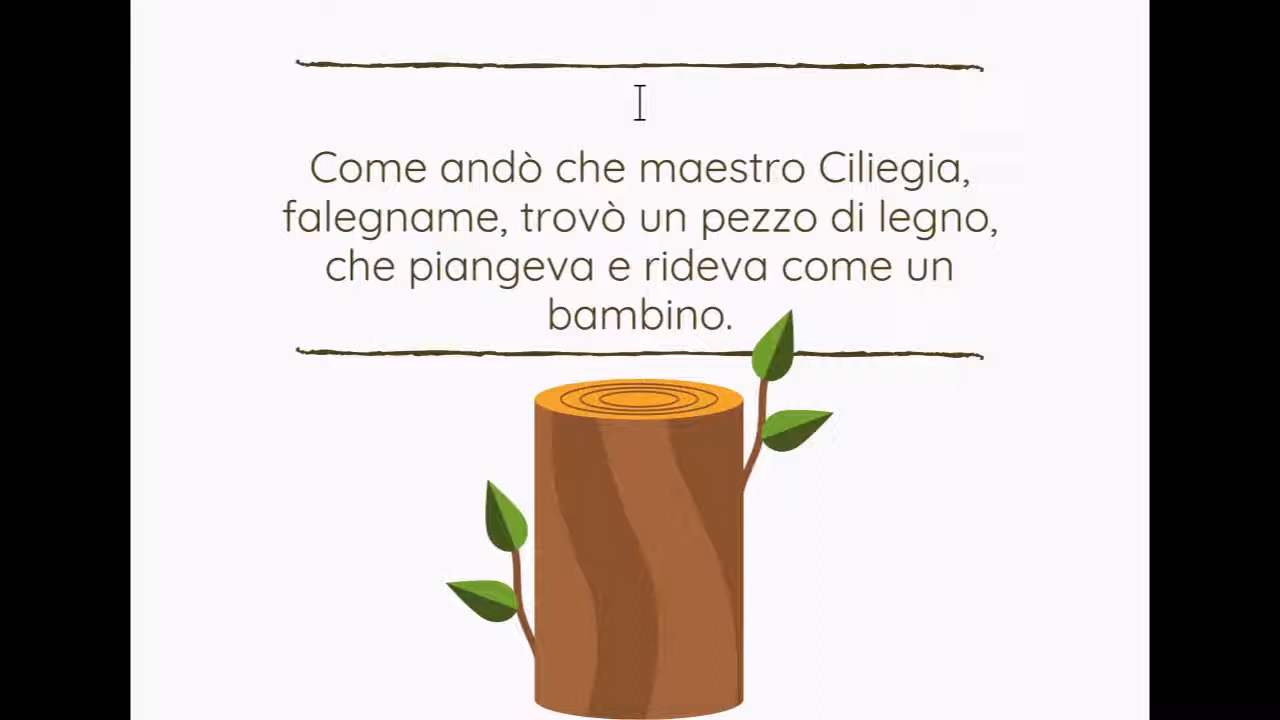 I
Come andò che maestro Ciliegia,
falegname, trovò un pezzo di legno,
che piangeva e rideva come un
bambino.